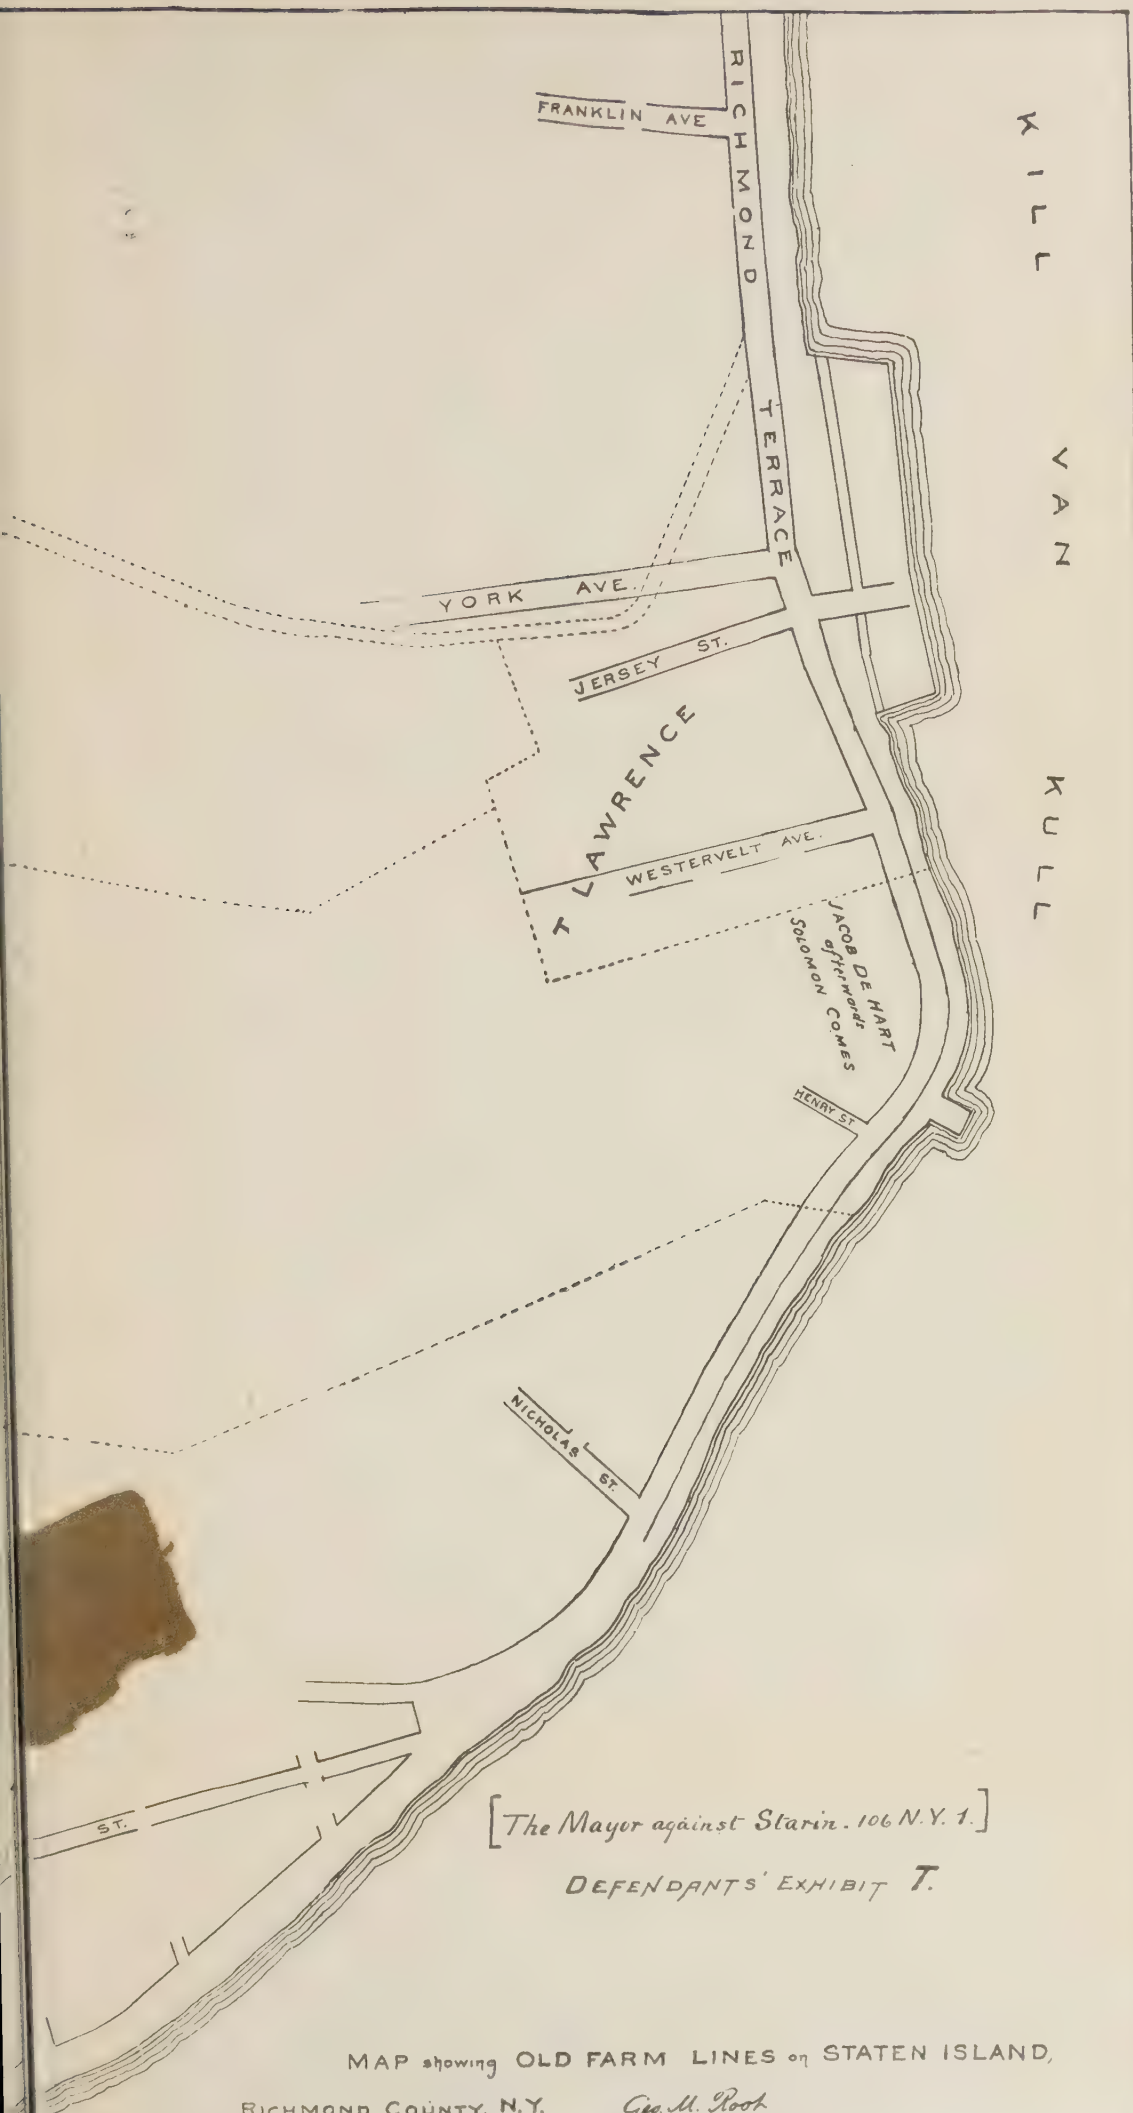 RICHMOND TERRACE
FRANKLIN AVE
KILL VAN KULL
YORK AVE.
JERSEY ST.
T LAWRENCE
WESTERVELT AVE.
JACOB DE HART
afterwards
SOLOMON COMES
HENRY ST
NICHOLAS ST.
ST.
[The Mayor against Starin. 106 N.Y. 1.]
DEFENDANTS' EXHIBIT T.
MAP showing OLD FARM LINES on STATEN ISLAND,
RICHMOND COUNTY, N.Y. Geo. M. Root